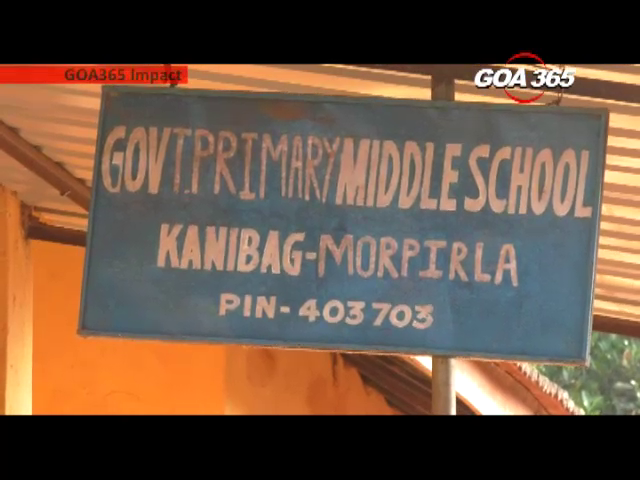 GOA365 Impact
GOA 365
GOVT.PRIMARY MIDDLE SCHOOL
KANIBAG-MORPIRLA
PIN-403703